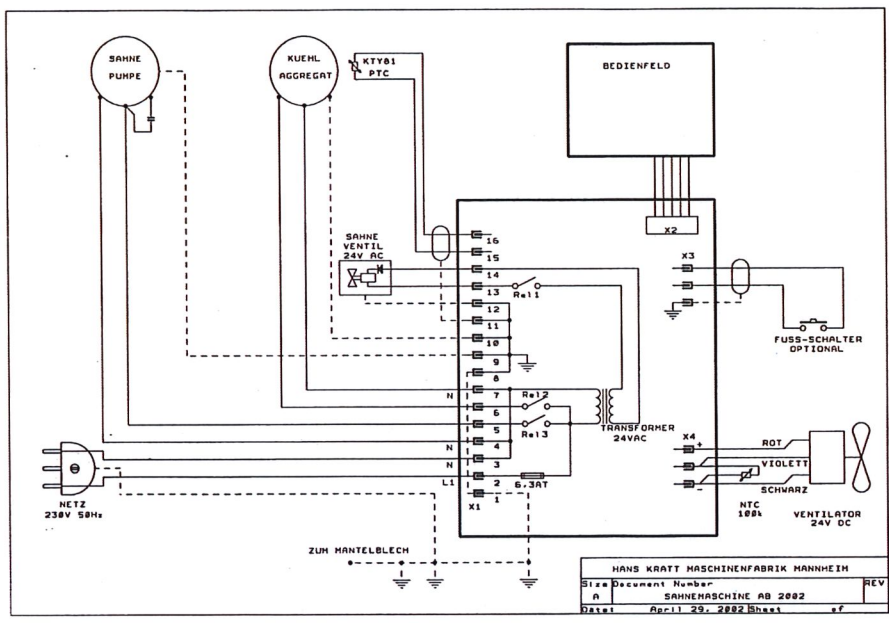 SAHNE
PUMPE
KUEHL
AGGREGAT
KTY81
PTC
BEDIENFELD
X2
SAHNE
VENTIL
24V AC
16
15
14
13
12
11
10
9
8
7
6
5
4
3
2
1
Rel1
Rel2
Rel3
N
N
N
L1
6.3AT
X1
TRANSFORMER
24VAC
X3
FUSS-SCHALTER
OPTIONAL
X4
+
-
ROT
VIOLETT
SCHWARZ
NTC
100k
VENTILATOR
24V DC
NETZ
230V 50Hz
ZUM MANTELBLECH
HANS KRATT MASCHINENFABRIK MANNHEIM
Size Document Number REV
A SAHNEMASCHINE AB 2002
Date: April 29, 2002 Sheet of